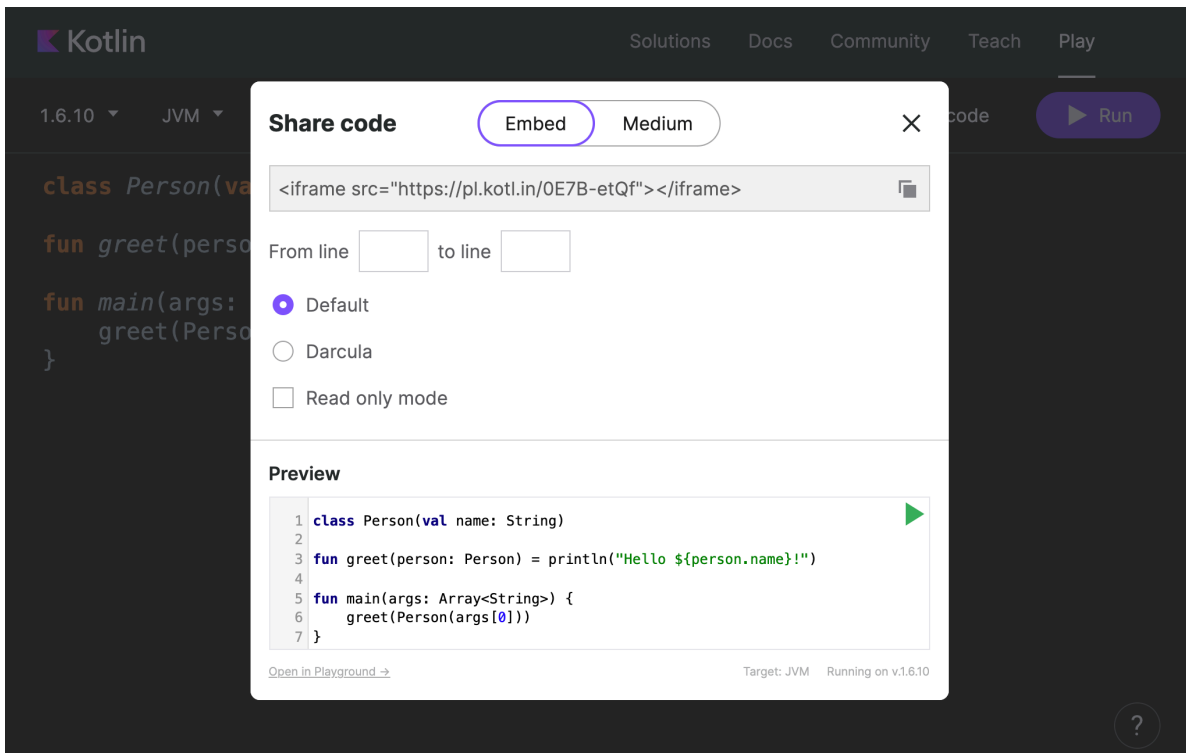 Kotlin
Solutions Docs Community Teach Play
1.6.10 JVM code Run
class Person(va
fun greet(perso
fun main(args:
greet(Perso
}
Share code Embed Medium
<iframe src="https://pl.kotl.in/0E7B-etQf"></iframe>
From line to line
Default
Darcula
Read only mode
Preview
1 class Person(val name: String)
2
3 fun greet(person: Person) = println("Hello ${person.name}!")
4
5 fun main(args: Array<String>) {
6 greet(Person(args[0]))
7 }
Open in Playground →
Target: JVM Running on v.1.6.10
?